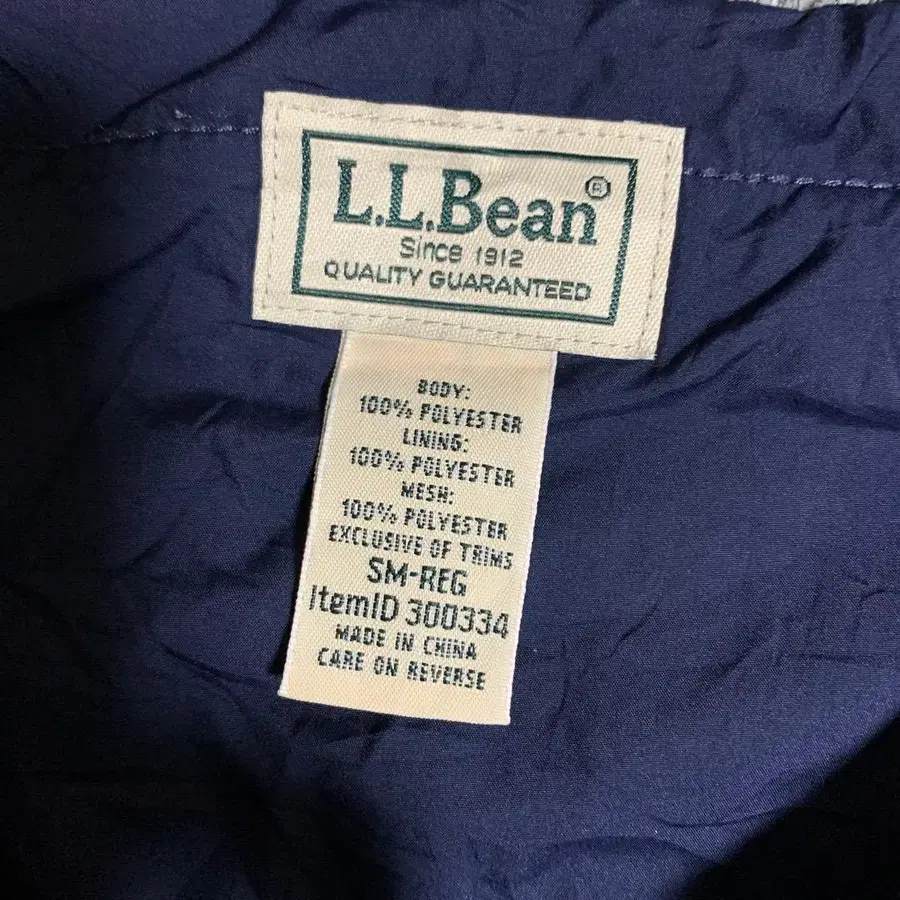 L.L.Bean®
Since 1912
QUALITY GUARANTEED
BODY:
100% POLYESTER
LINING:
100% POLYESTER
MESH:
100% POLYESTER
EXCLUSIVE OF TRIMS
SM-REG
ItemID 300334
MADE IN CHINA
CARE ON REVERSE